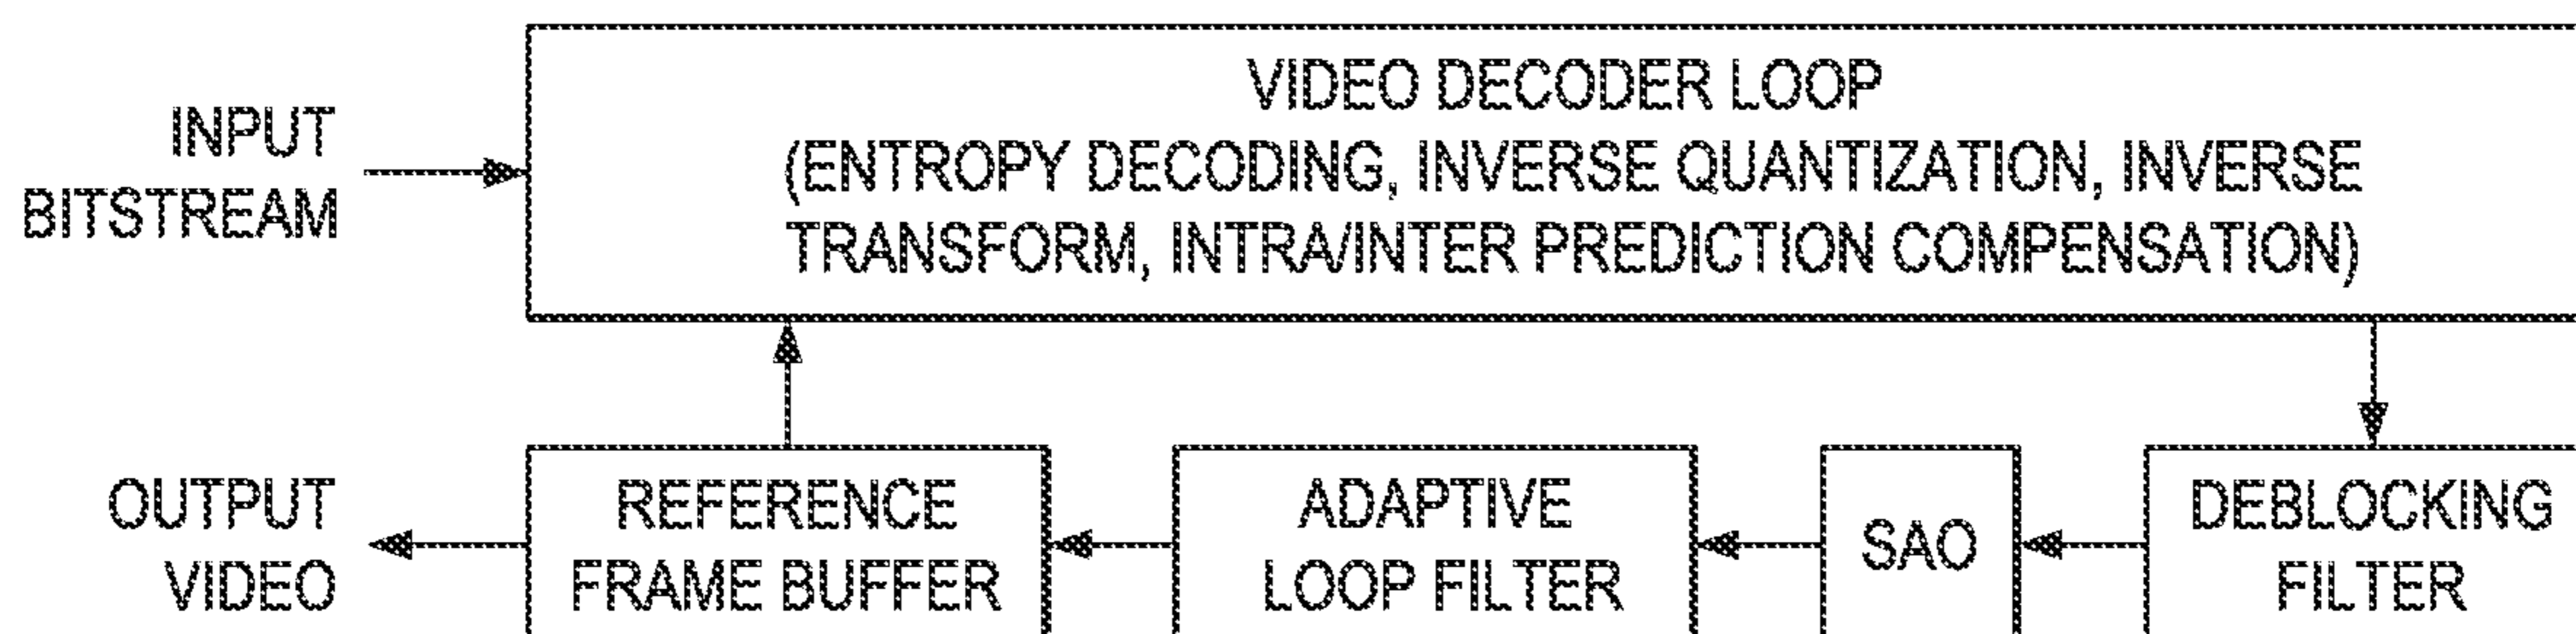 INPUT
BITSTREAM
VIDEO DECODER LOOP
(ENTROPY DECODING, INVERSE QUANTIZATION, INVERSE
TRANSFORM, INTRA/INTER PREDICTION COMPENSATION)
OUTPUT
VIDEO
REFERENCE
FRAME BUFFER
ADAPTIVE
LOOP FILTER
SAO
DEBLOCKING
FILTER